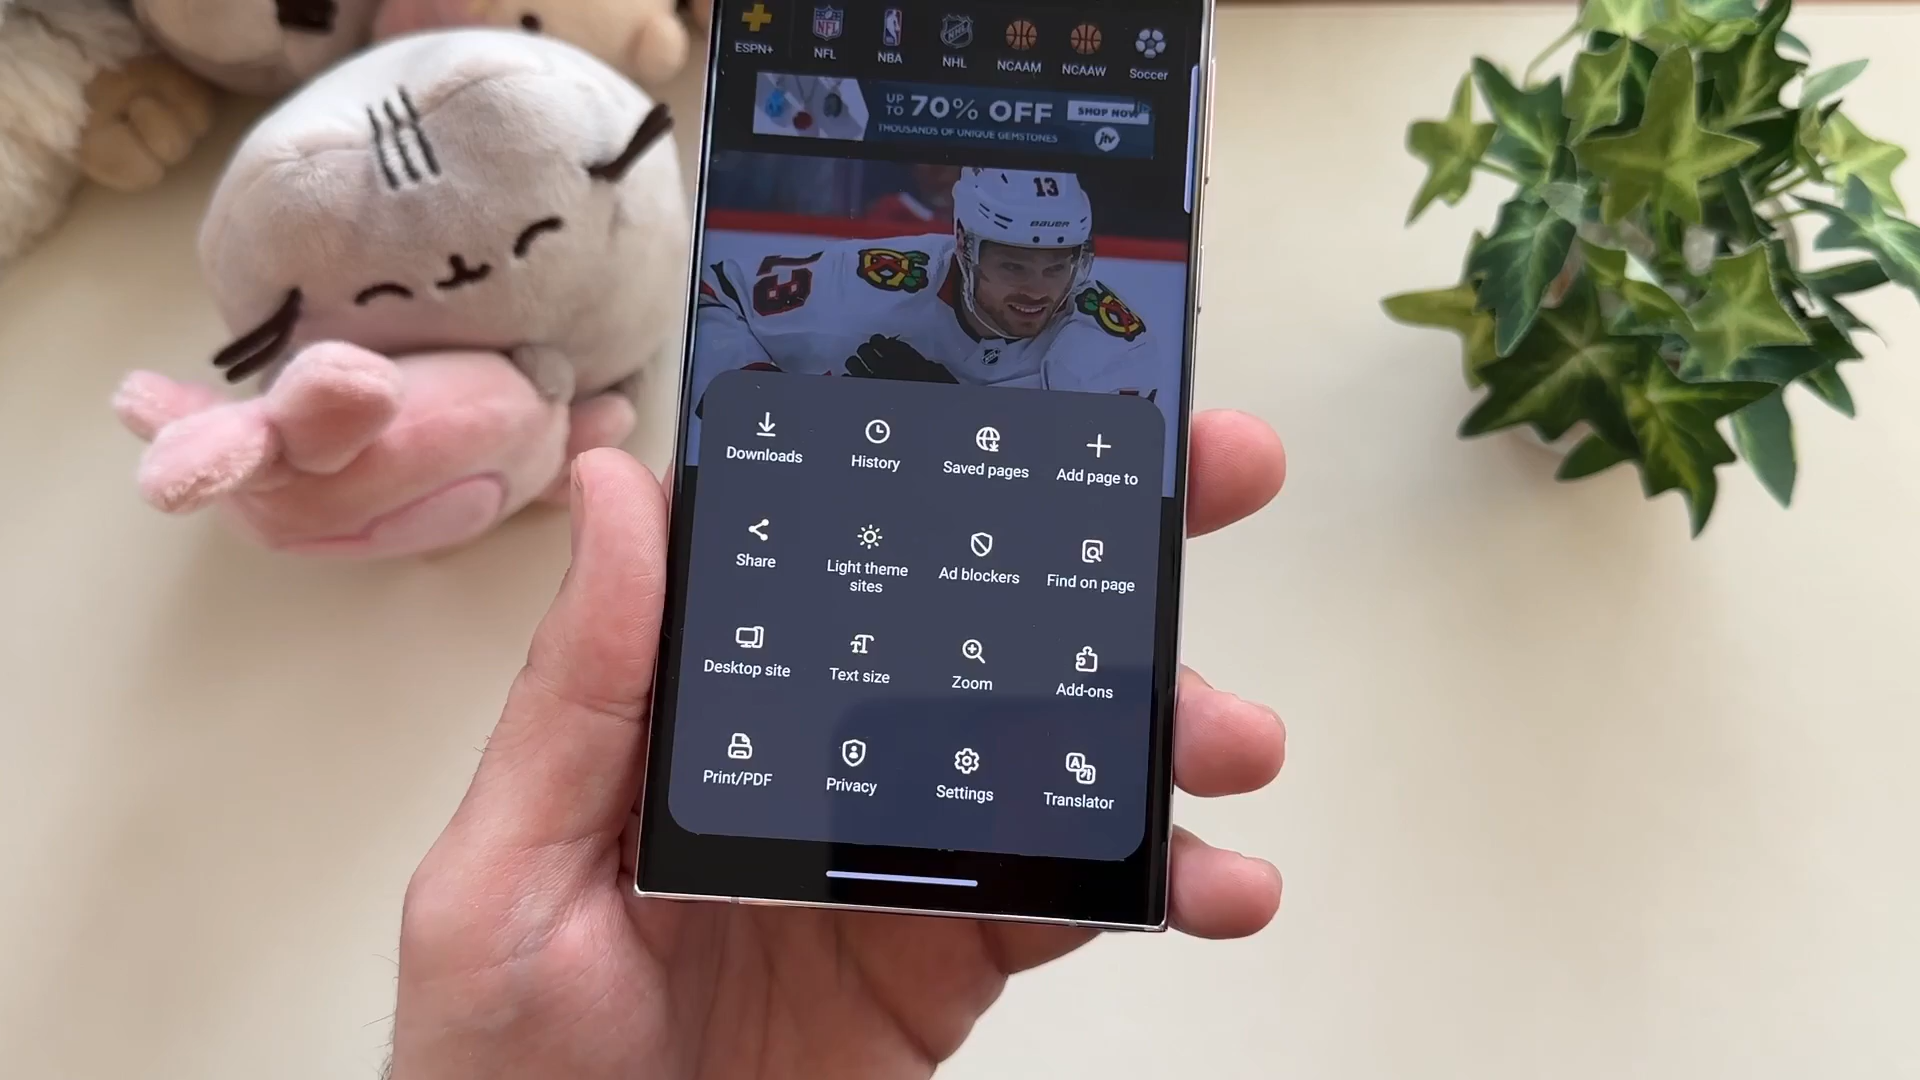 ESPN+
NFL
NBA
NHL
NCAAM
NCAAW
Soccer
UP
TO 70% OFF
SHOP NOW
THOUSANDS OF UNIQUE GEMSTONES
jtv
13
BAUER
13
Downloads
History
Saved pages
Add page to
Share
Light theme
sites
Ad blockers
Find on page
Desktop site
Text size
Zoom
Add-ons
Print/PDF
Privacy
Settings
Translator